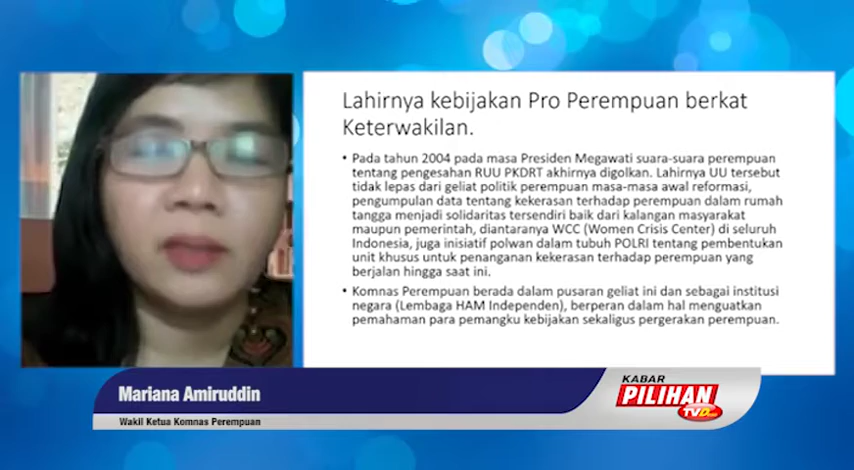 Lahirnya kebijakan Pro Perempuan berkat
Keterwakilan.
• Pada tahun 2004 pada masa Presiden Megawati suara-suara perempuan
tentang pengesahan RUU PKDRT akhirnya digolkan. Lahirnya UU tersebut
tidak lepas dari geliat politik perempuan masa-masa awal reformasi,
pengumpulan data tentang kekerasan terhadap perempuan dalam rumah
tangga menjadi solidaritas tersendiri baik dari kalangan masyarakat
maupun pemerintah, diantaranya WCC (Women Crisis Center) di seluruh
Indonesia, juga inisiatif polwan dalam tubuh POLRI tentang pembentukan
unit khusus untuk penanganan kekerasan terhadap perempuan yang
berjalan hingga saat ini.
• Komnas Perempuan berada dalam pusaran geliat ini dan sebagai institusi
negara (Lembaga HAM Independen), berperan dalam hal menguatkan
pemahaman para pemangku kebijakan sekaligus pergerakan perempuan.
Mariana Amiruddin
Wakil Ketua Komnas Perempuan
KABAR
PILIHAN